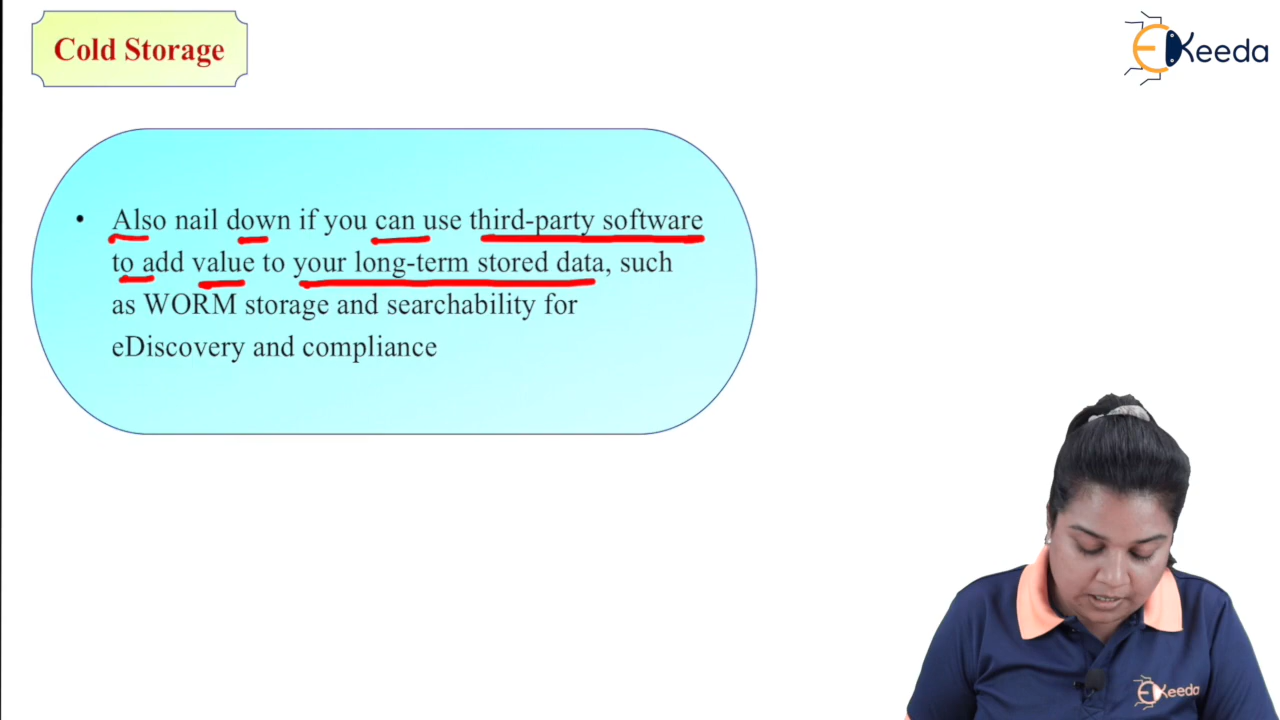 Cold Storage
EKeeda
• Also nail down if you can use third-party software
to add value to your long-term stored data, such
as WORM storage and searchability for
eDiscovery and compliance
EKeeda